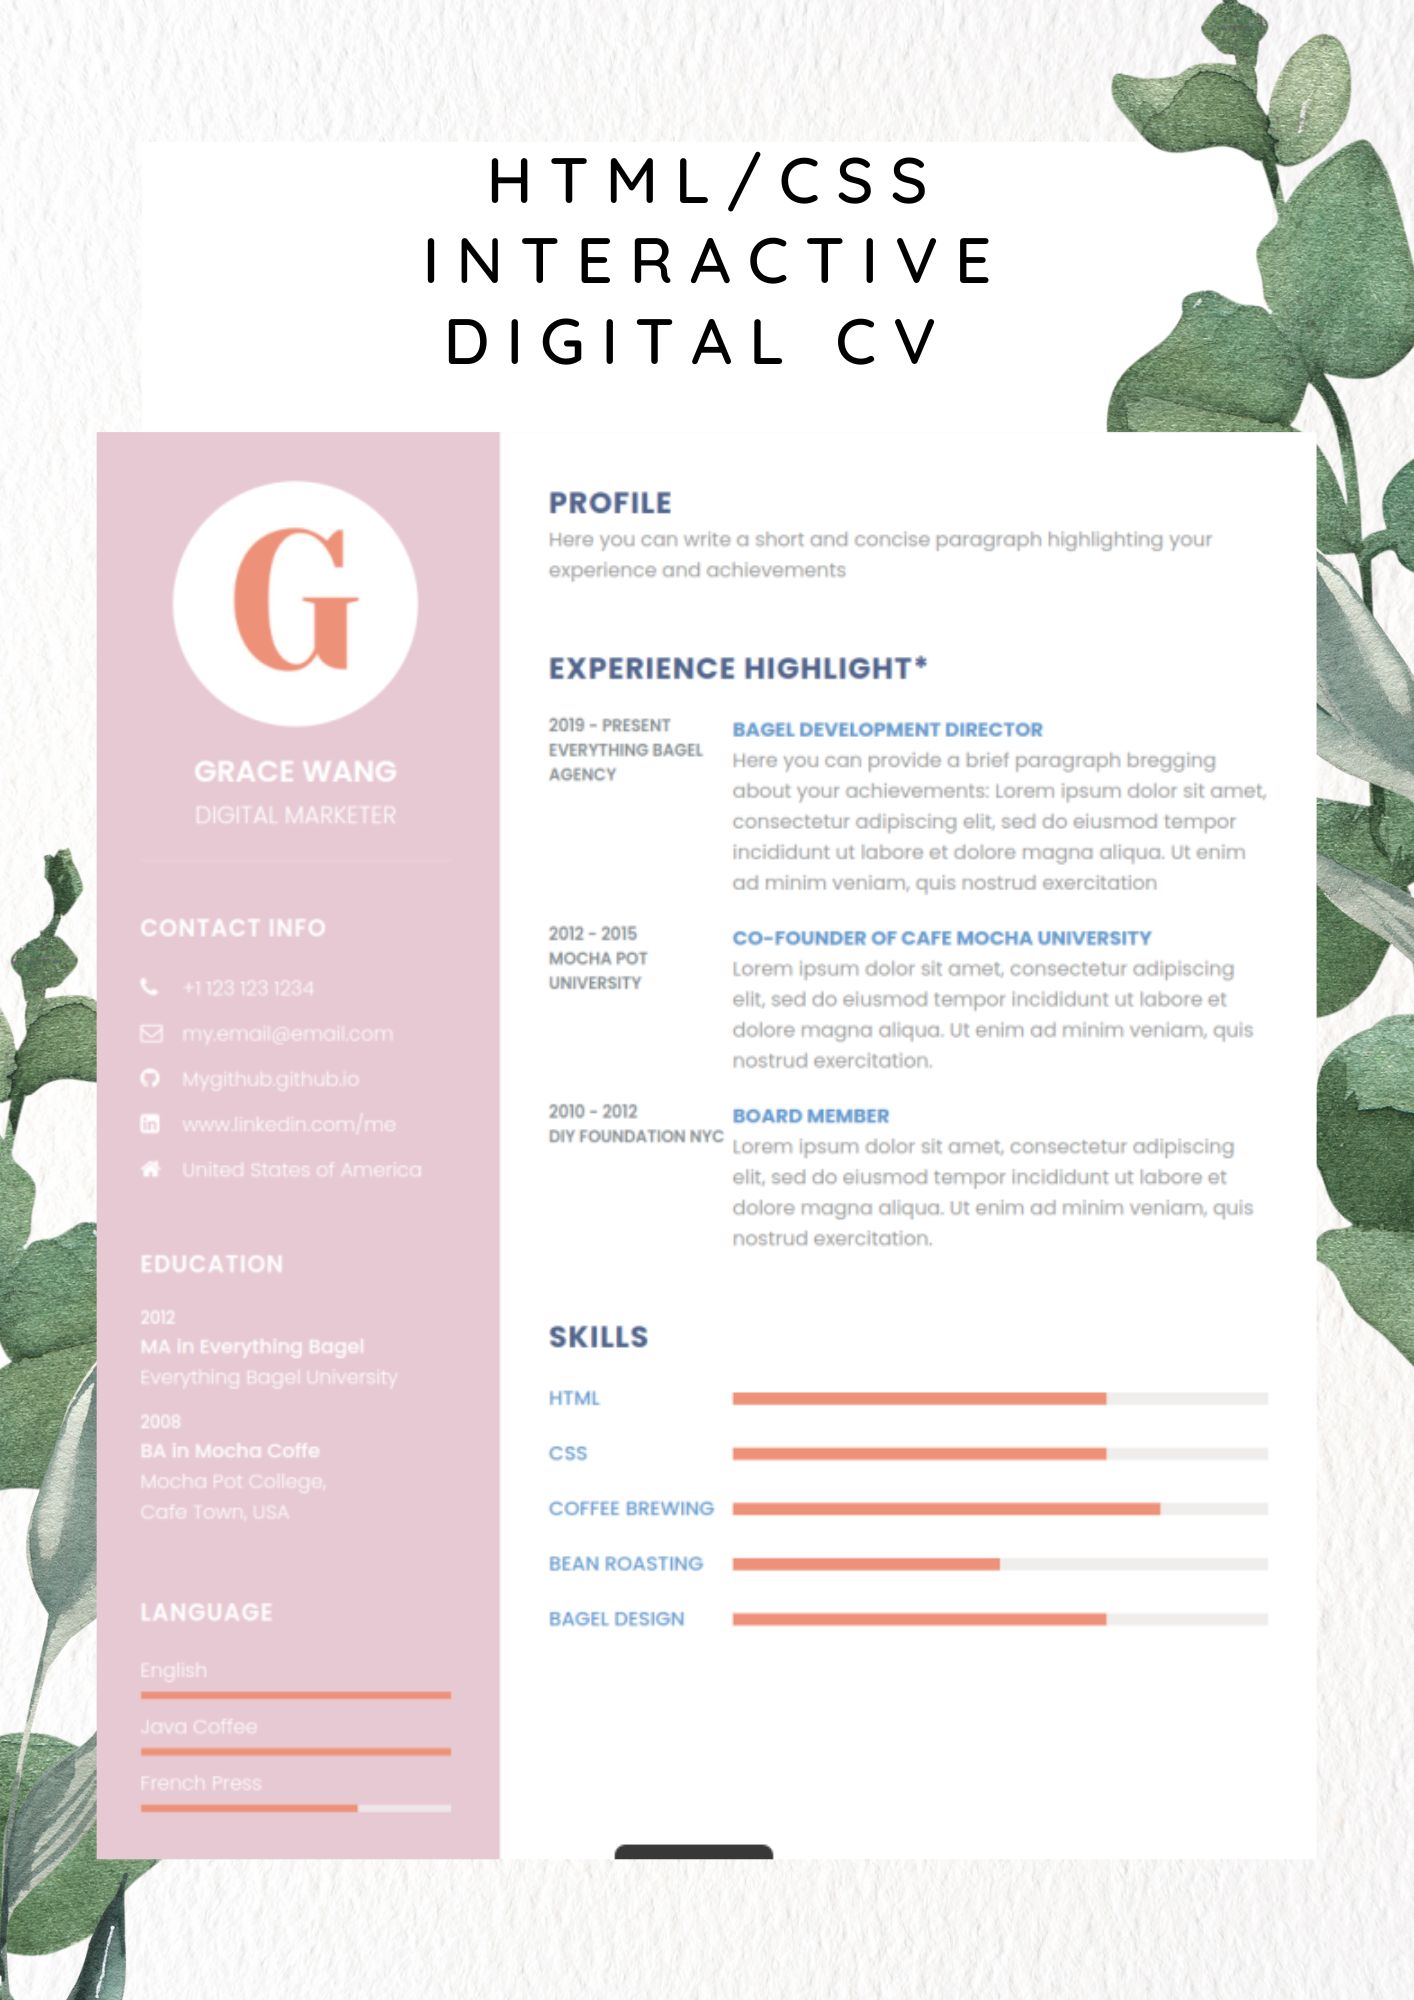 HTML/CSS
INTERACTIVE
DIGITAL CV
G
GRACE WANG
DIGITAL MARKETER
CONTACT INFO
+1 123 123 1234
my.email@email.com
Mygithub.github.io
www.linkedin.com/me
United States of America
EDUCATION
2012
MA in Everything Bagel
Everything Bagel University
2008
BA in Mocha Coffe
Mocha Pot College,
Cafe Town, USA
LANGUAGE
English
Java Coffee
French Press
PROFILE
Here you can write a short and concise paragraph highlighting your
experience and achievements
EXPERIENCE HIGHLIGHT*
2019 - PRESENT
EVERYTHING BAGEL
AGENCY
BAGEL DEVELOPMENT DIRECTOR
Here you can provide a brief paragraph bregging
about your achievements: Lorem ipsum dolor sit amet,
consectetur adipiscing elit, sed do eiusmod tempor
incididunt ut labore et dolore magna aliqua. Ut enim
ad minim veniam, quis nostrud exercitation
2012 - 2015
MOCHA POT
UNIVERSITY
CO-FOUNDER OF CAFE MOCHA UNIVERSITY
Lorem ipsum dolor sit amet, consectetur adipiscing
elit, sed do eiusmod tempor incididunt ut labore et
dolore magna aliqua. Ut enim ad minim veniam, quis
nostrud exercitation.
2010 - 2012
DIY FOUNDATION NYC
BOARD MEMBER
Lorem ipsum dolor sit amet, consectetur adipiscing
elit, sed do eiusmod tempor incididunt ut labore et
dolore magna aliqua. Ut enim ad minim veniam, quis
nostrud exercitation.
SKILLS
HTML
CSS
COFFEE BREWING
BEAN ROASTING
BAGEL DESIGN